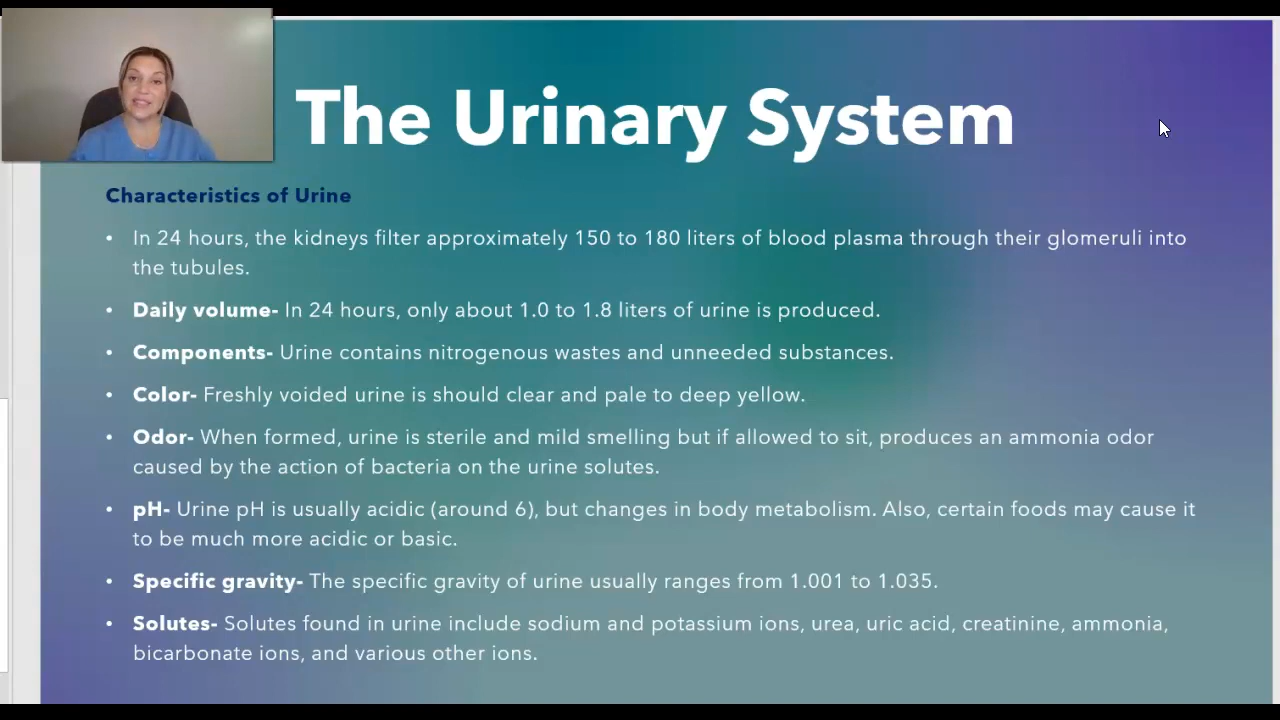 The Urinary System
Characteristics of Urine
• In 24 hours, the kidneys filter approximately 150 to 180 liters of blood plasma through their glomeruli into
the tubules.
• Daily volume- In 24 hours, only about 1.0 to 1.8 liters of urine is produced.
• Components- Urine contains nitrogenous wastes and unneeded substances.
• Color- Freshly voided urine is should clear and pale to deep yellow.
• Odor- When formed, urine is sterile and mild smelling but if allowed to sit, produces an ammonia odor
caused by the action of bacteria on the urine solutes.
• pH- Urine pH is usually acidic (around 6), but changes in body metabolism. Also, certain foods may cause it
to be much more acidic or basic.
• Specific gravity- The specific gravity of urine usually ranges from 1.001 to 1.035.
• Solutes- Solutes found in urine include sodium and potassium ions, urea, uric acid, creatinine, ammonia,
bicarbonate ions, and various other ions.